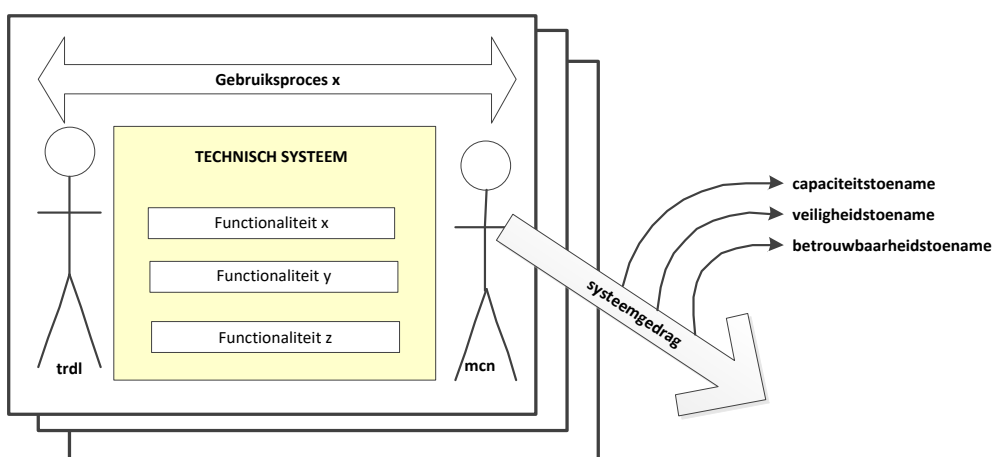 Gebruiksproces x
TECHNISCH SYSTEEM
Functionaliteit x
Functionaliteit y
Functionaliteit z
trdl
mcn
systeemgedrag
capaciteitstoename
veiligheidstoename
betrouwbaarheidstoename